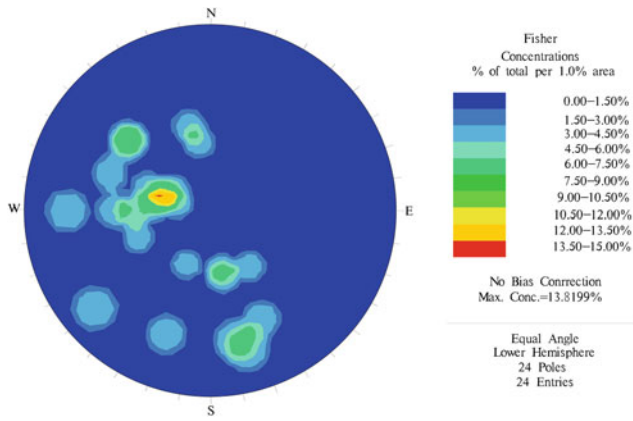 N
W
E
S
Fisher
Concentrations
% of total per 1.0% area
0.00−1.50%
1.50−3.00%
3.00−4.50%
4.50−6.00%
6.00−7.50%
7.50−9.00%
9.00−10.50%
10.50−12.00%
12.00−13.50%
13.50−15.00%
No Bias Conrrection
Max. Conc.=13.8199%
Equal Angle
Lower Hemisphere
24 Poles
24 Entries